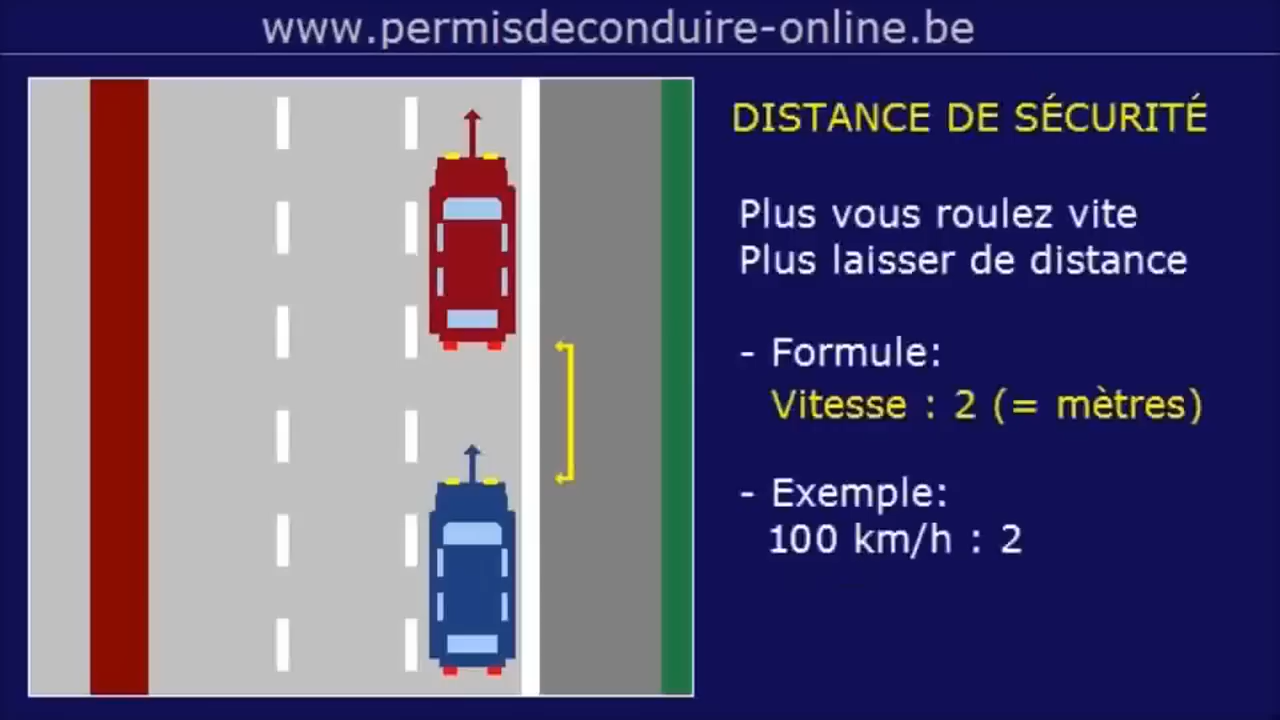 www.permisdeconduire-online.be
DISTANCE DE SÉCURITÉ
Plus vous roulez vite
Plus laisser de distance
- Formule:
Vitesse : 2 (= mètres)
- Exemple:
100 km/h : 2